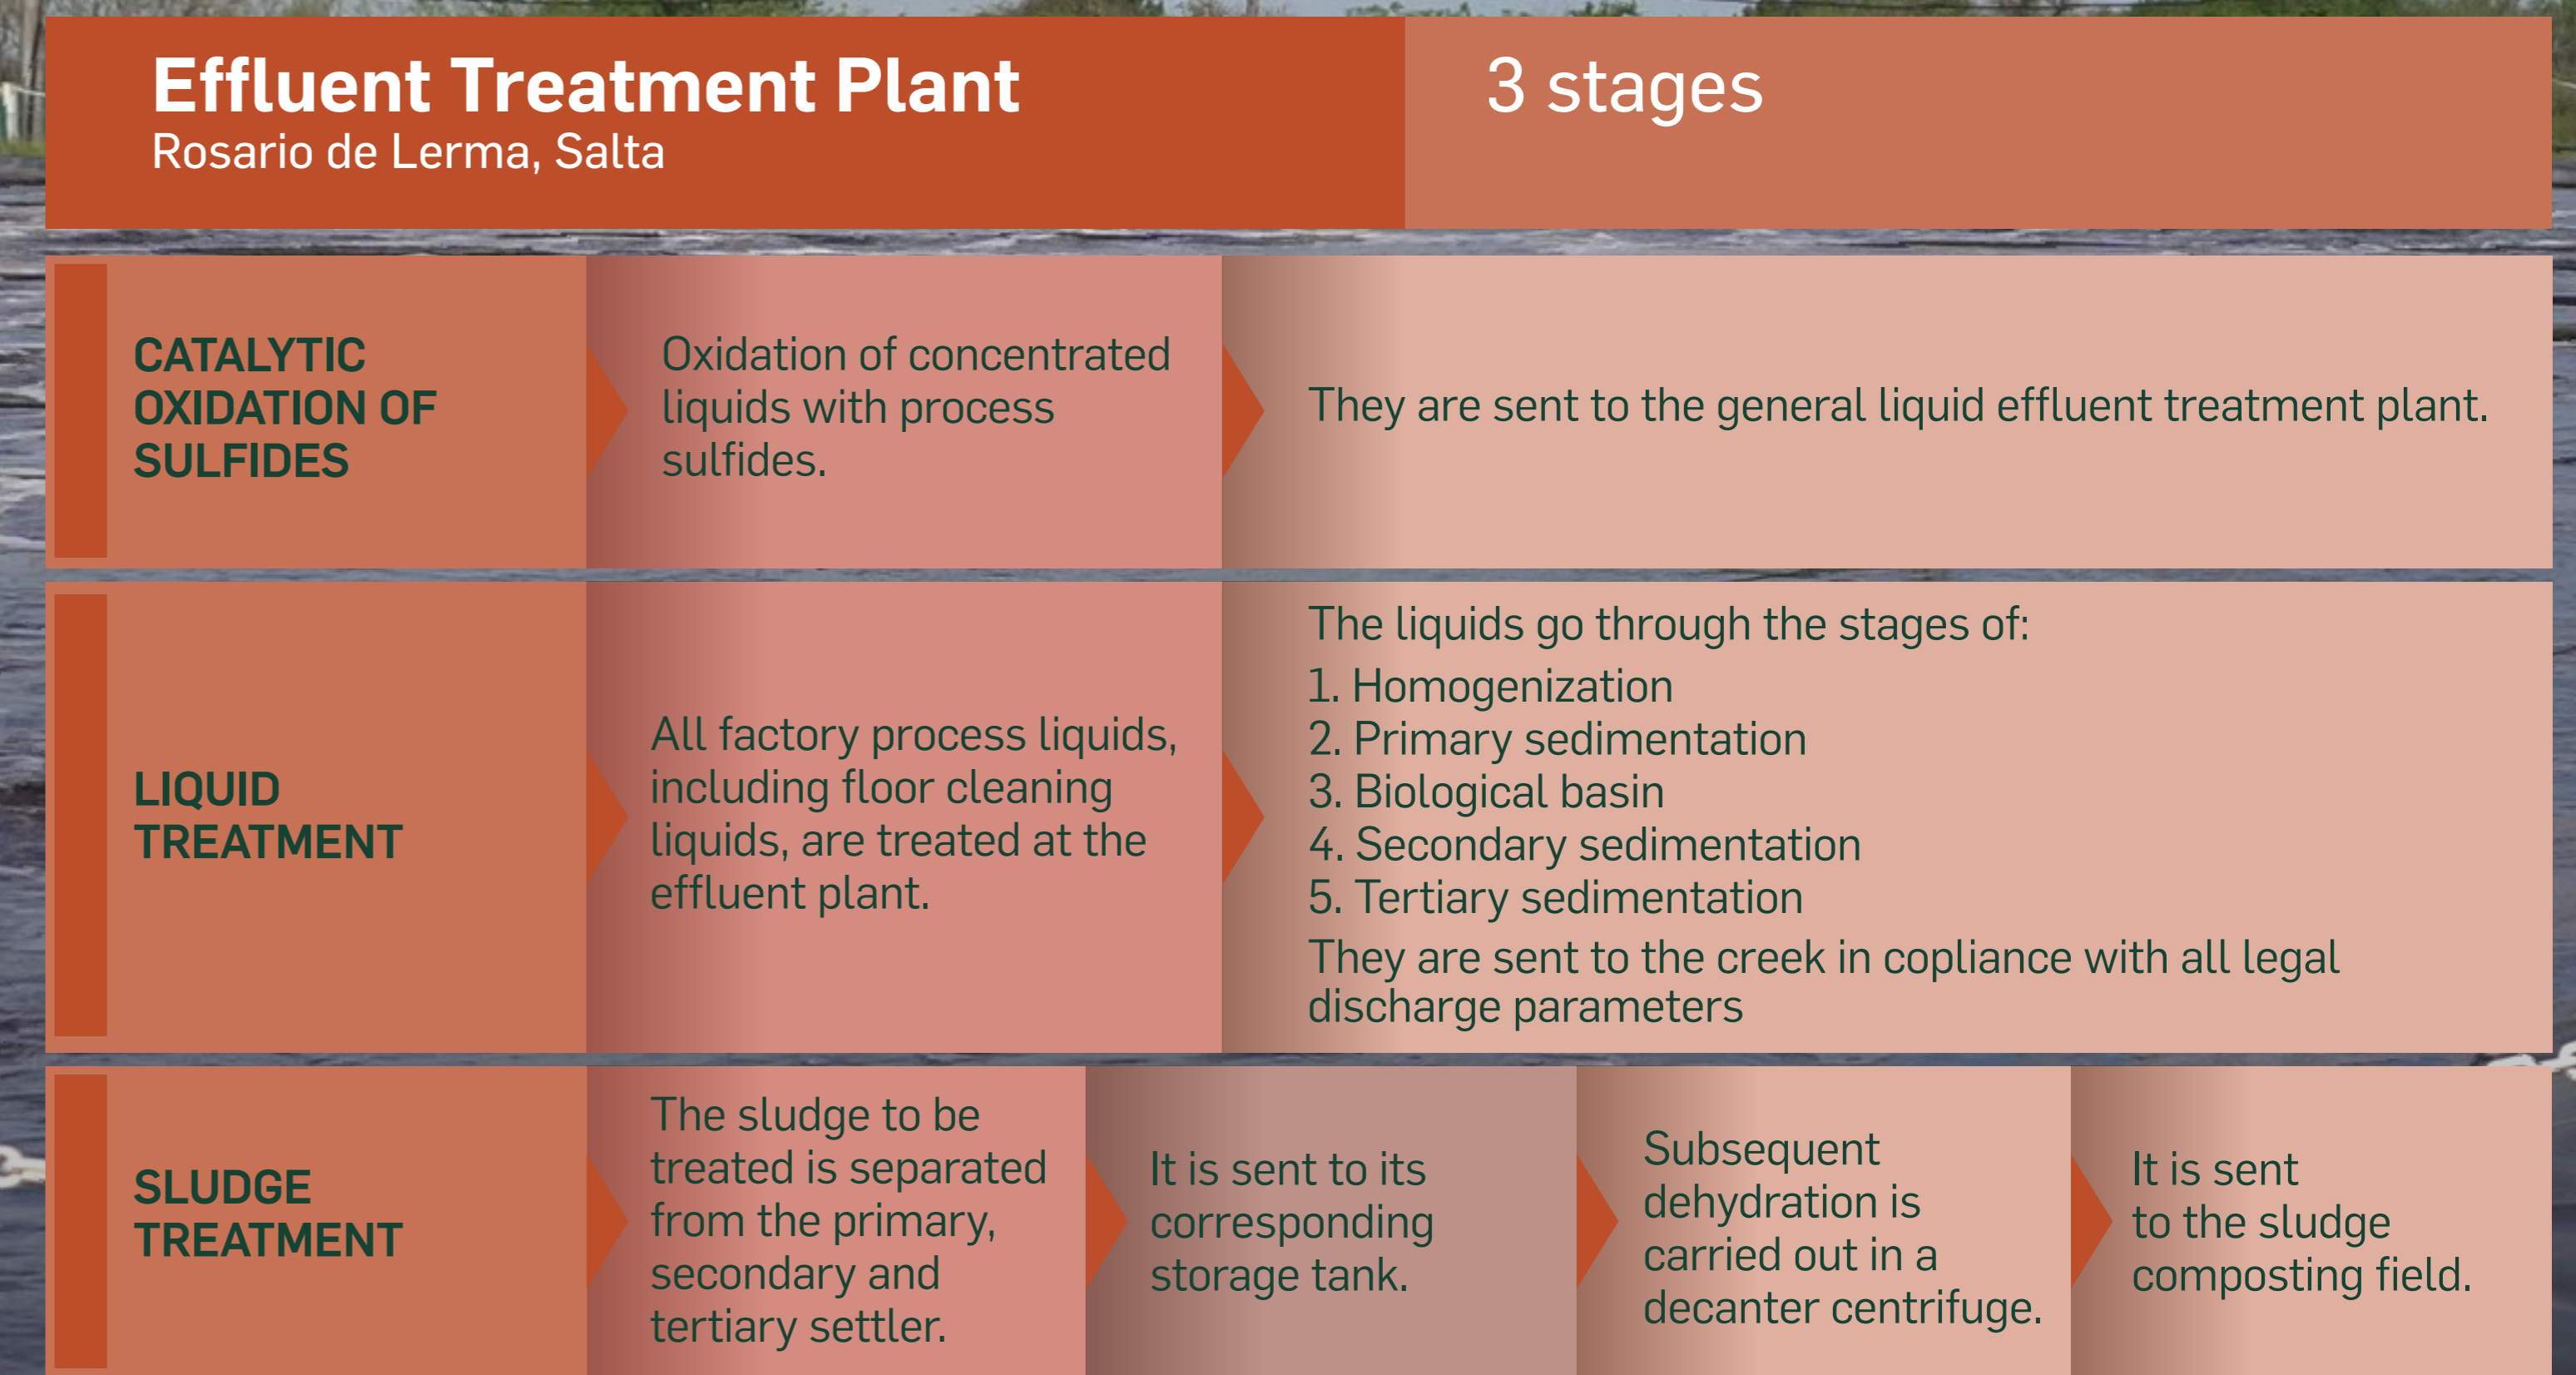 Effluent Treatment Plant
Rosario de Lerma, Salta
3 stages
CATALYTIC
OXIDATION OF
SULFIDES
Oxidation of concentrated
liquids with process
sulfides.
They are sent to the general liquid effluent treatment plant.
LIQUID
TREATMENT
All factory process liquids,
including floor cleaning
liquids, are treated at the
effluent plant.
The liquids go through the stages of:
1. Homogenization
2. Primary sedimentation
3. Biological basin
4. Secondary sedimentation
5. Tertiary sedimentation
They are sent to the creek in copliance with all legal
discharge parameters
SLUDGE
TREATMENT
The sludge to be
treated is separated
from the primary,
secondary and
tertiary settler.
It is sent to its
corresponding
storage tank.
Subsequent
dehydration is
carried out in a
decanter centrifuge.
It is sent
to the sludge
composting field.